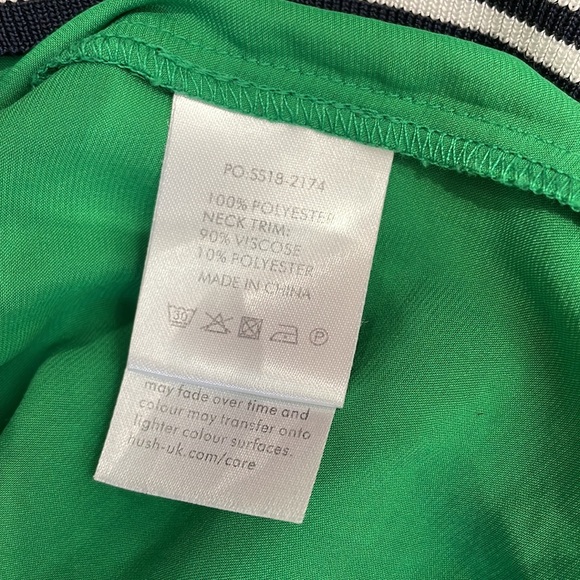 PO-SS18-2174
100% POLYESTER
NECK TRIM:
90% VISCOSE
10% POLYESTER
MADE IN CHINA
30 P
may fade over time and
colour may transfer onto
lighter colour surfaces.
hush-uk.com/care